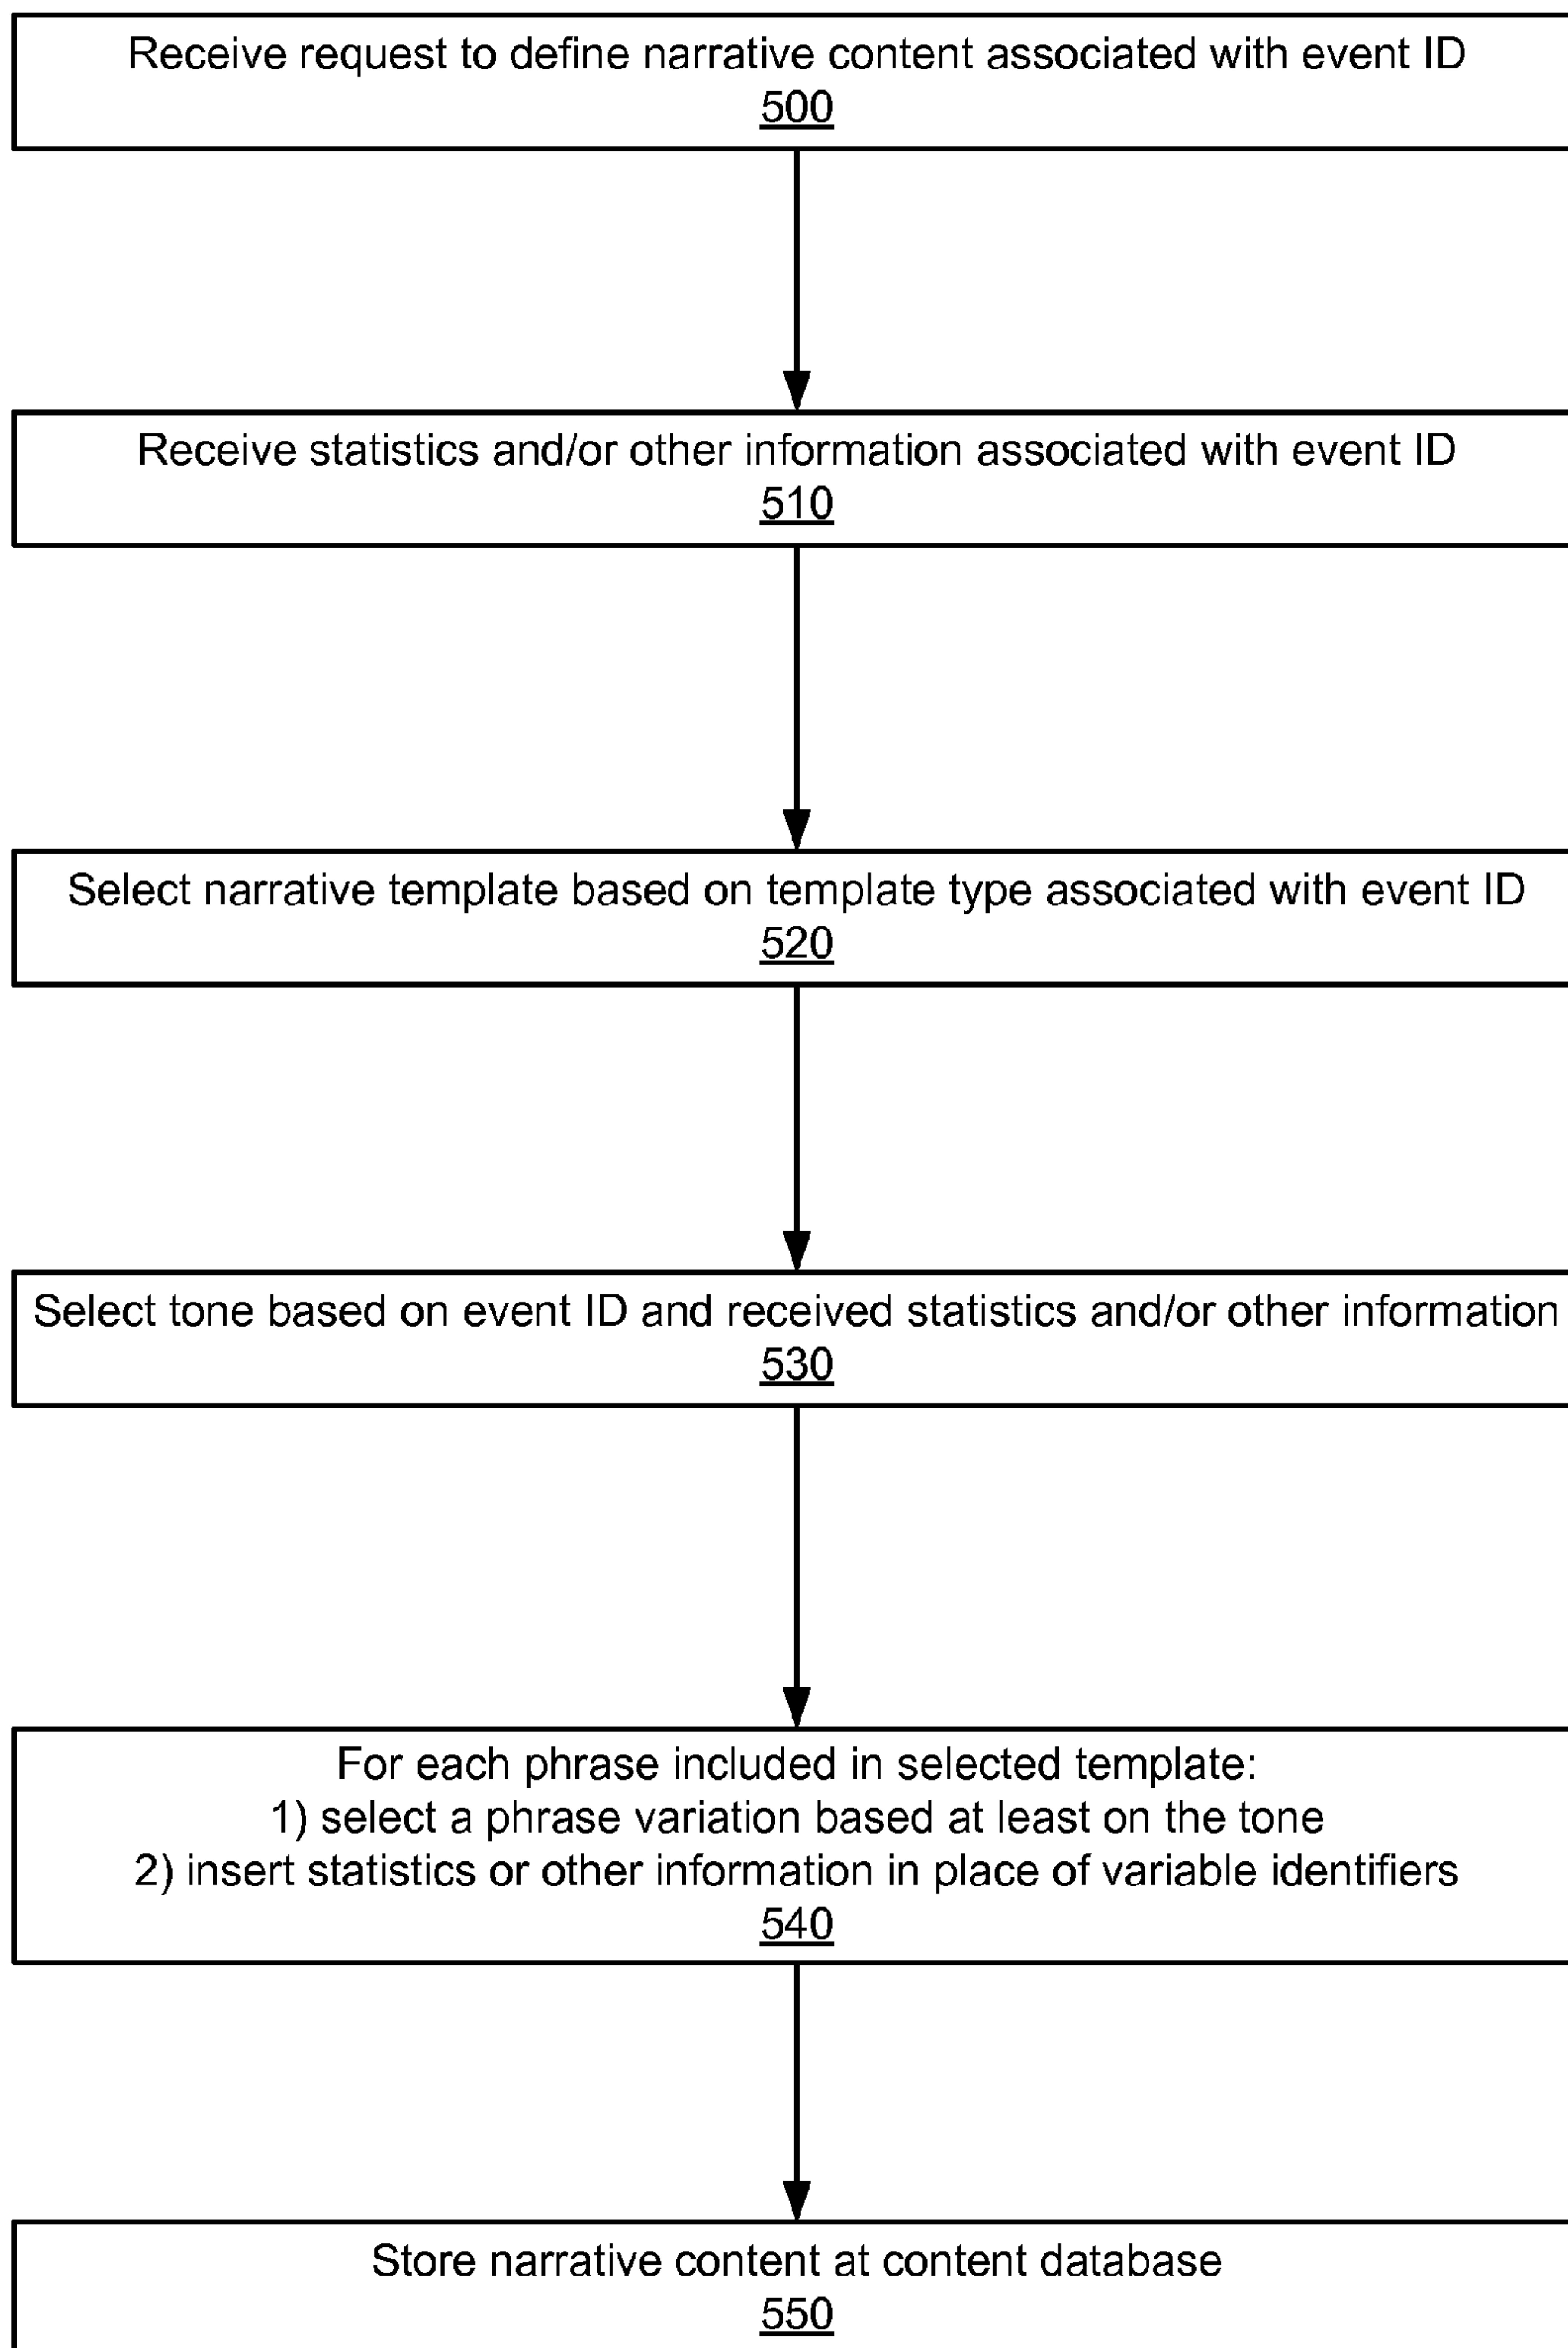 Receive request to define narrative content associated with event ID
500
Receive statistics and/or other information associated with event ID
510
Select narrative template based on template type associated with event ID
520
Select tone based on event ID and received statistics and/or other information
530
For each phrase included in selected template:
1) select a phrase variation based at least on the tone
2) insert statistics or other information in place of variable identifiers
540
Store narrative content at content database
550